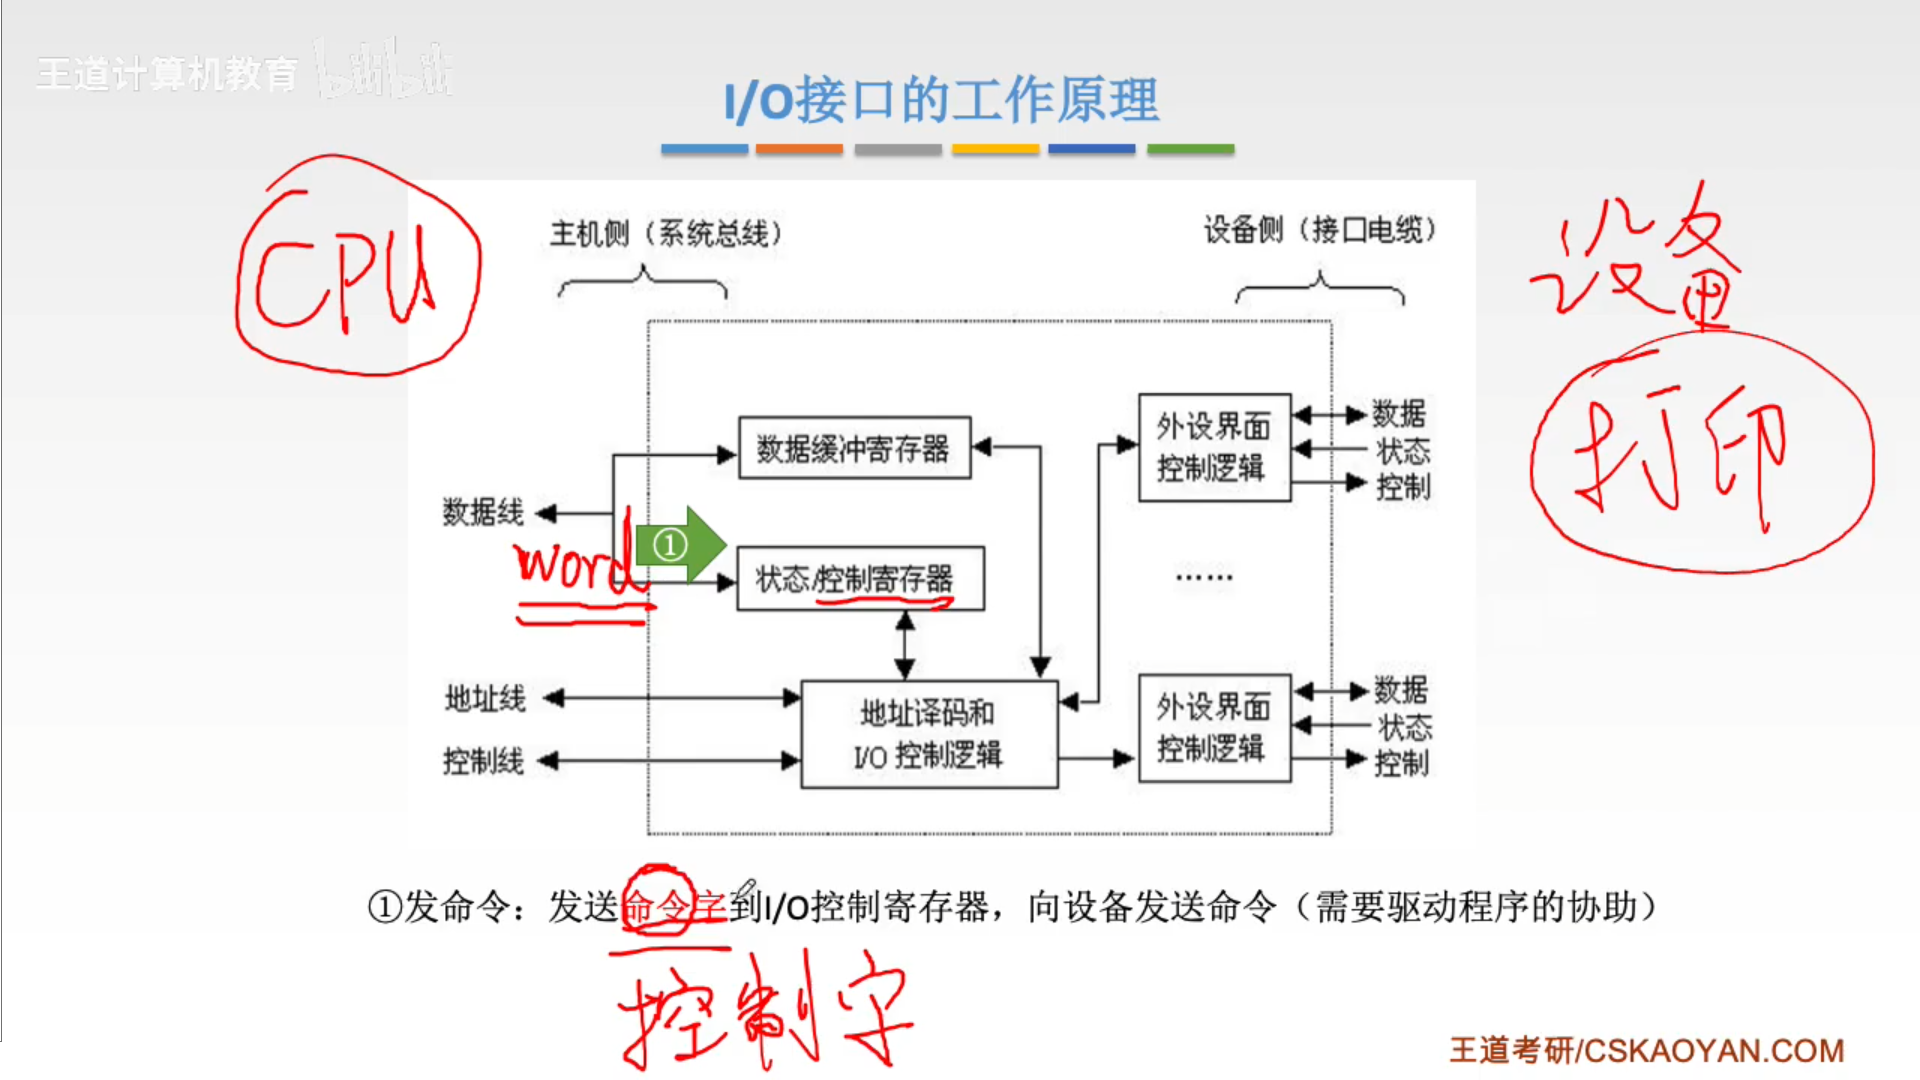 王道计算机教育 bilibili
I/O接口的工作原理
CPU
主机侧（系统总线）
设备侧（接口电缆）
设备
打印
数据缓冲寄存器
外设界面
控制逻辑
数据
状态
控制
数据线
①
word
状态/控制寄存器
……
地址线
控制线
地址译码和
I/O 控制逻辑
外设界面
控制逻辑
数据
状态
控制
①发命令：发送命令字到I/O控制寄存器，向设备发送命令（需要驱动程序的协助）
控制字
王道考研/CSKAOYAN.COM